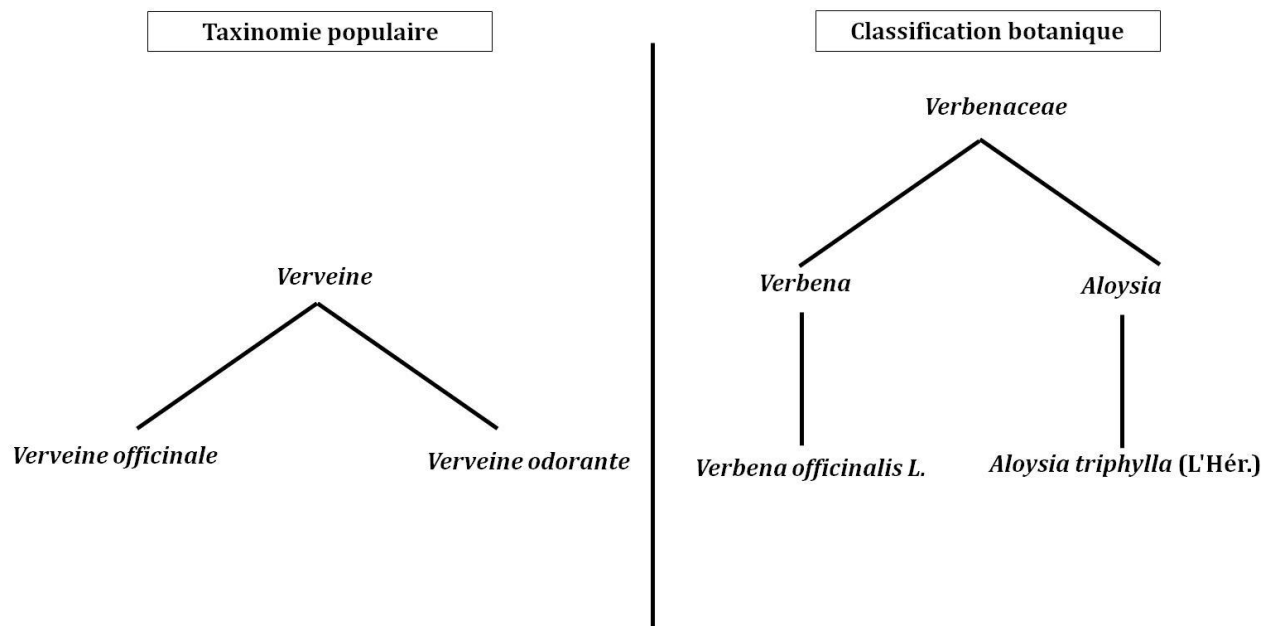 Taxinomie populaire
Verveine
Verveine officinale
Verveine odorante
Classification botanique
Verbenaceae
Verbena
Aloysia
Verbena officinalis L.
Aloysia triphylla (L'Hér.)